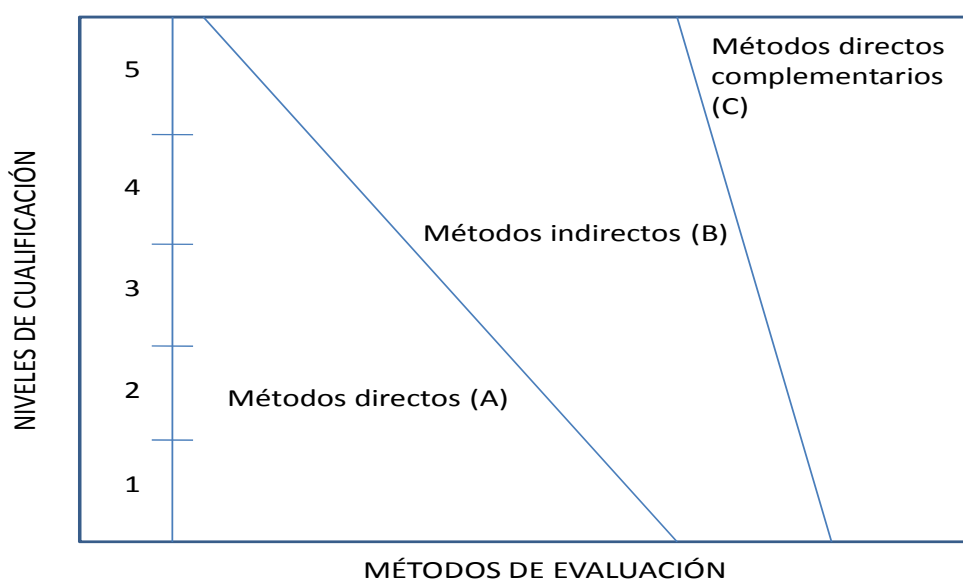 NIVELES DE CUALIFICACIÓN
5
4
3
2
1
Métodos directos
complementarios
(C)
Métodos indirectos (B)
Métodos directos (A)
MÉTODOS DE EVALUACIÓN